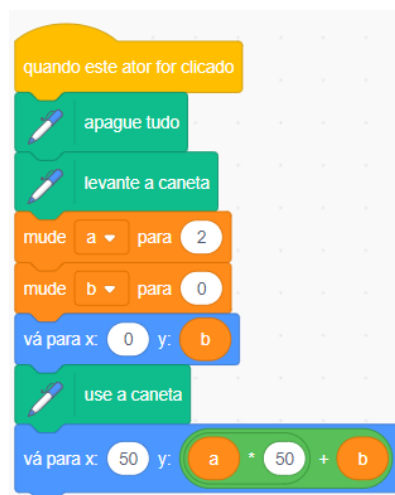 quando este ator for clicado
apague tudo
levante a caneta
mude a para 2
mude b para 0
vá para x: 0 y: b
use a caneta
vá para x: 50 y: a * 50 + b